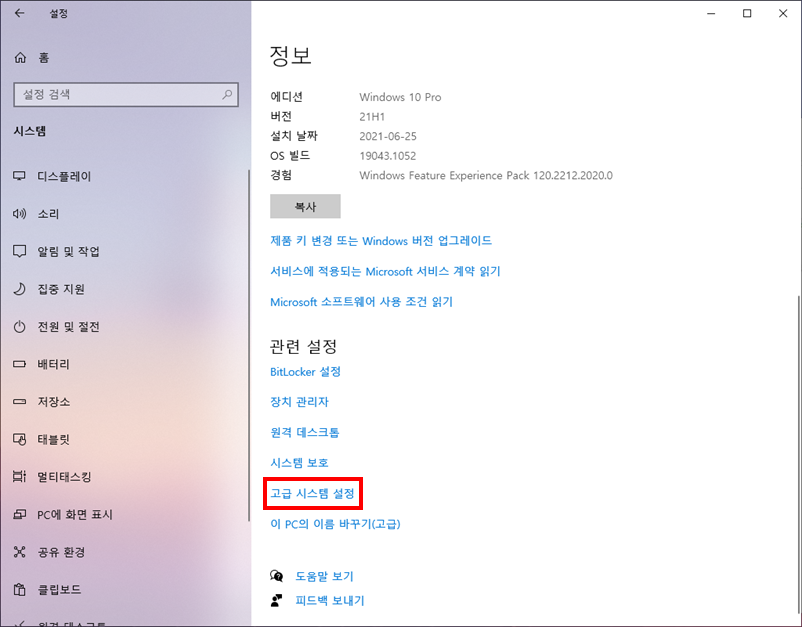 설정
홈
설정 검색
시스템
디스플레이
소리
알림 및 작업
집중 지원
전원 및 절전
배터리
저장소
태블릿
멀티태스킹
PC에 화면 표시
공유 환경
클립보드
원격 데스크톱
정보
에디션 Windows 10 Pro
버전 21H1
설치 날짜 2021-06-25
OS 빌드 19043.1052
경험 Windows Feature Experience Pack 120.2212.2020.0
복사
제품 키 변경 또는 Windows 버전 업그레이드
서비스에 적용되는 Microsoft 서비스 계약 읽기
Microsoft 소프트웨어 사용 조건 읽기
관련 설정
BitLocker 설정
장치 관리자
원격 데스크톱
시스템 보호
고급 시스템 설정
이 PC의 이름 바꾸기(고급)
도움말 보기
피드백 보내기